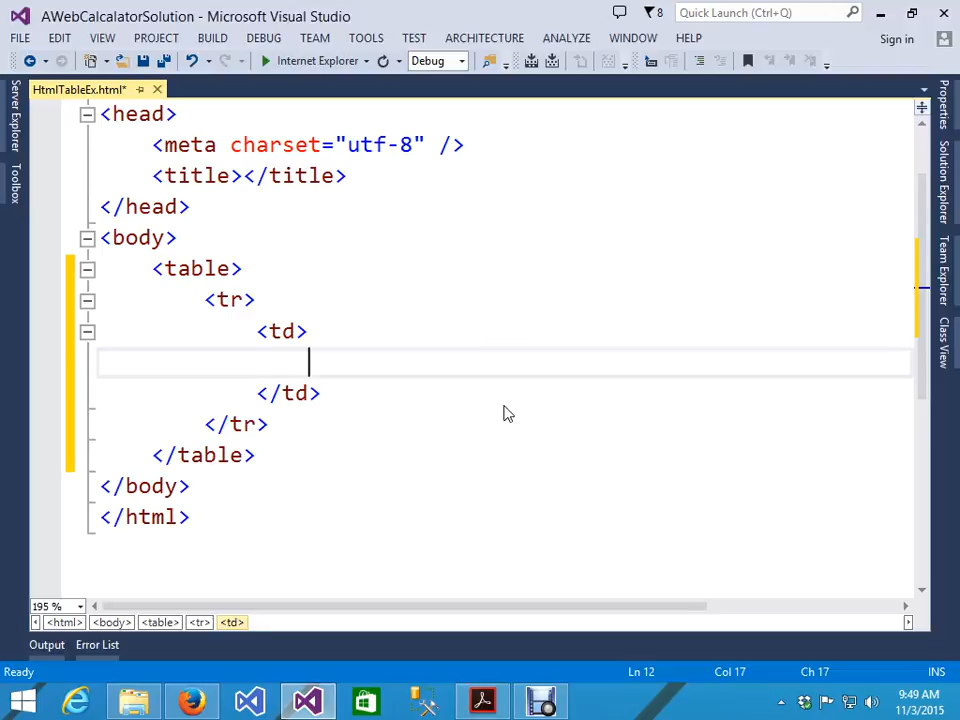 AWebCalcalatorSolution - Microsoft Visual Studio
8
Quick Launch (Ctrl+Q)
FILE EDIT VIEW PROJECT BUILD DEBUG TEAM TOOLS TEST ARCHITECTURE ANALYZE WINDOW HELP
Sign in
Internet Explorer
Debug
Server Explorer
Toolbox
HtmlTableEx.html*
Properties
Solution Explorer
Team Explorer
Class View
<head>
<meta charset="utf-8" />
<title></title>
</head>
<body>
<table>
<tr>
<td>
</td>
</tr>
</table>
</body>
</html>
195 %
<html> <body> <table> <tr> <td>
Output Error List
Ready
Ln 12
Col 17
Ch 17
INS
9:49 AM
11/3/2015